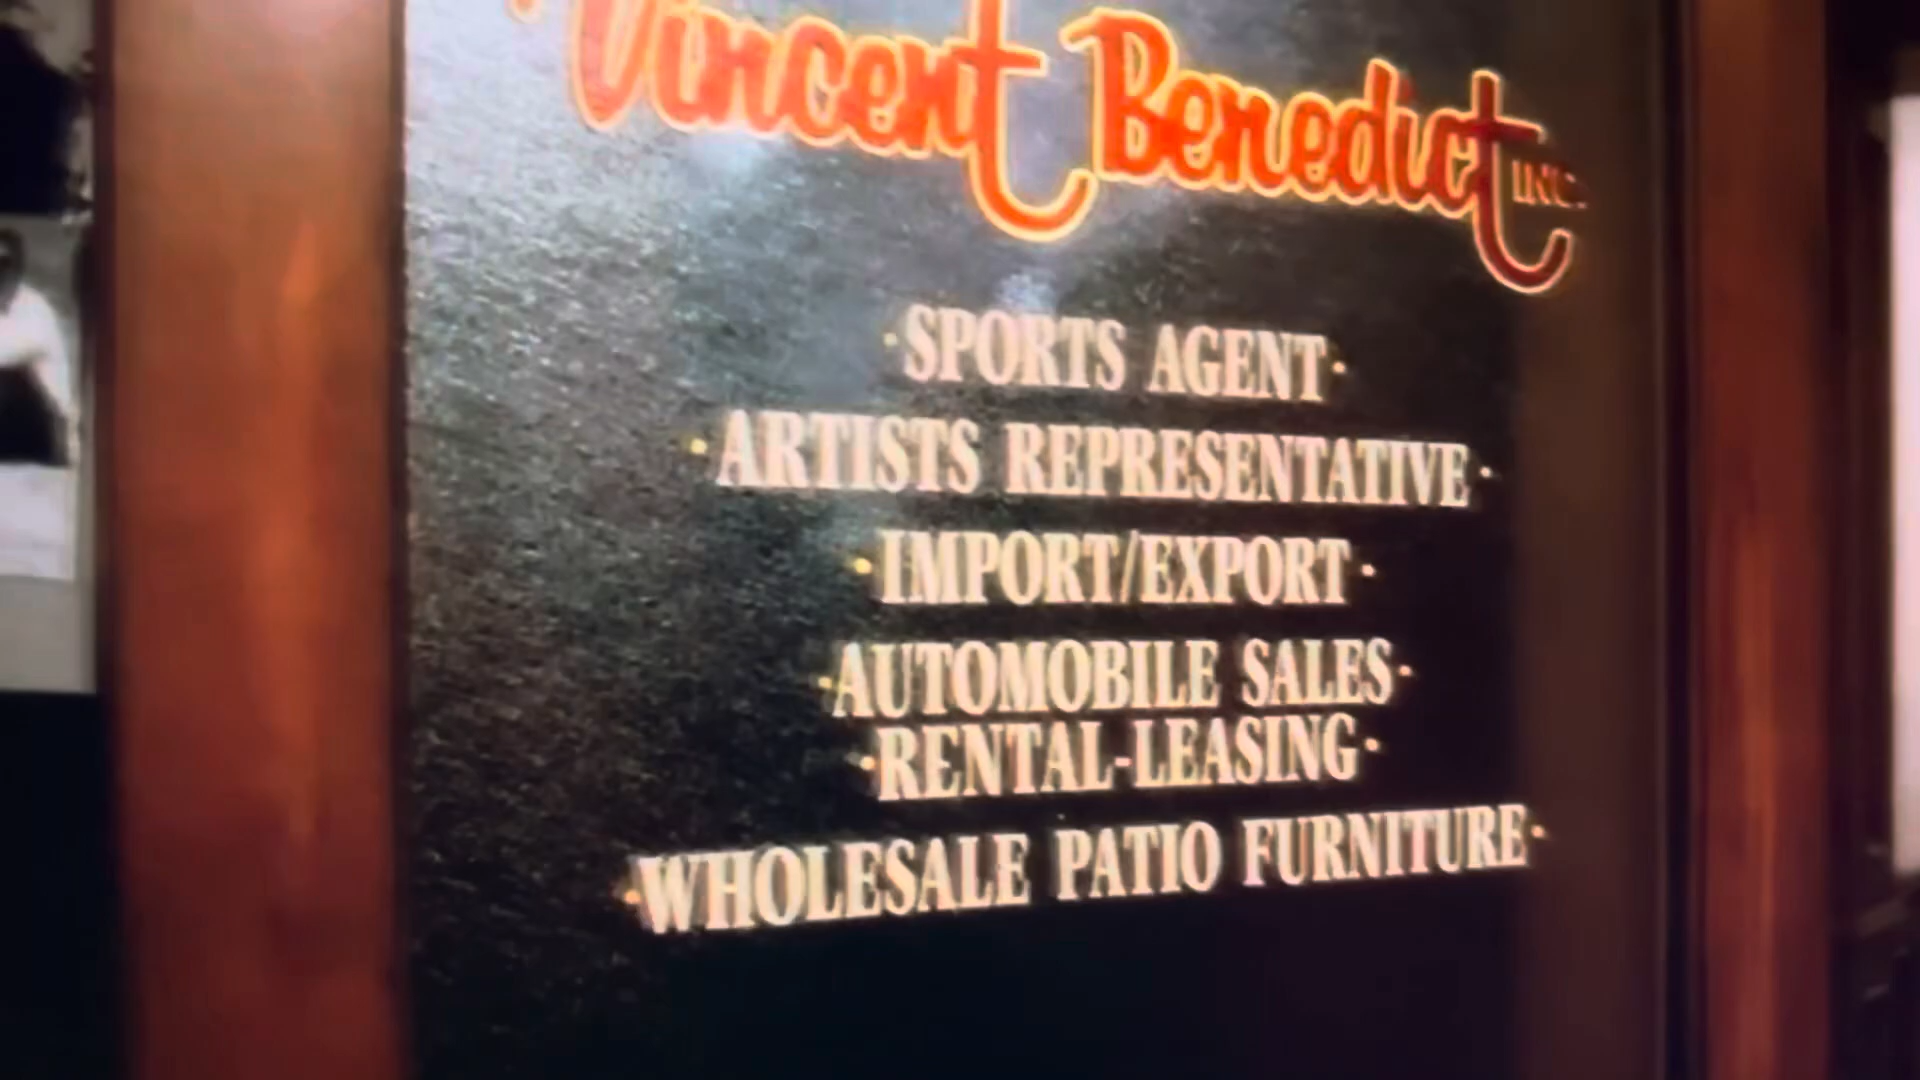 Vincent Benedict INC.
·SPORTS AGENT·
·ARTISTS REPRESENTATIVE·
·IMPORT/EXPORT·
·AUTOMOBILE SALES·
·RENTAL-LEASING·
·WHOLESALE PATIO FURNITURE·